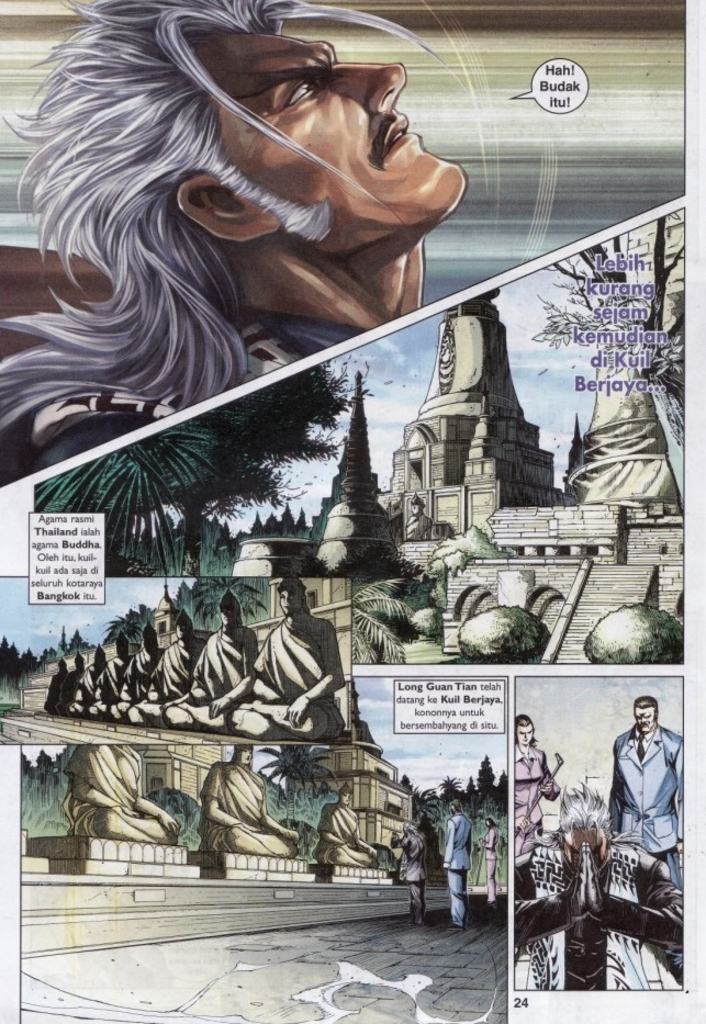 Hah!
Budak
itu!
Lebih
kurang
sejam
kemudian
di Kuil
Berjaya...
Agama rasmi
Thailand ialah
agama Buddha.
Oleh itu, kuil-
kuil ada saja di
seluruh kotaraya
Bangkok itu.
Long Guan Tian telah
datang ke Kuil Berjaya,
kononnya untuk
bersembahyang di situ.
24